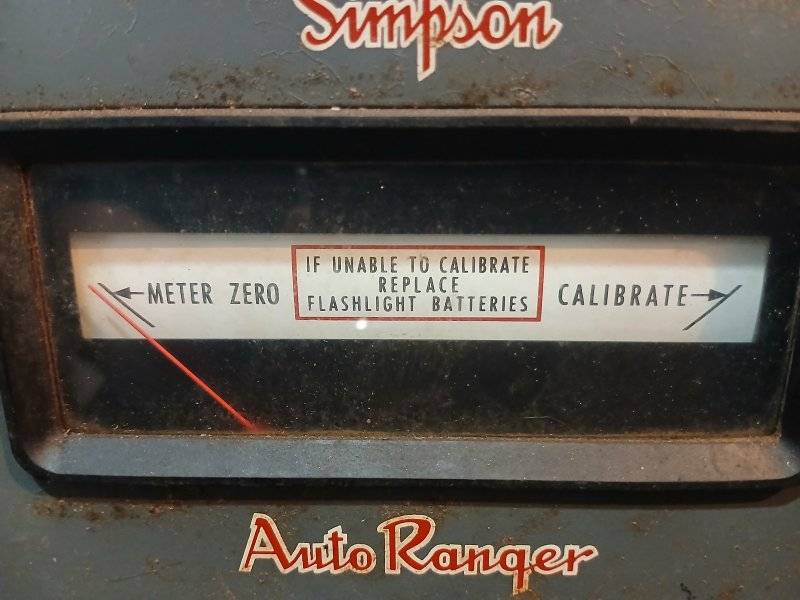 Simpson
IF UNABLE TO CALIBRATE
REPLACE
FLASHLIGHT BATTERIES
METER ZERO
CALIBRATE
Auto Ranger